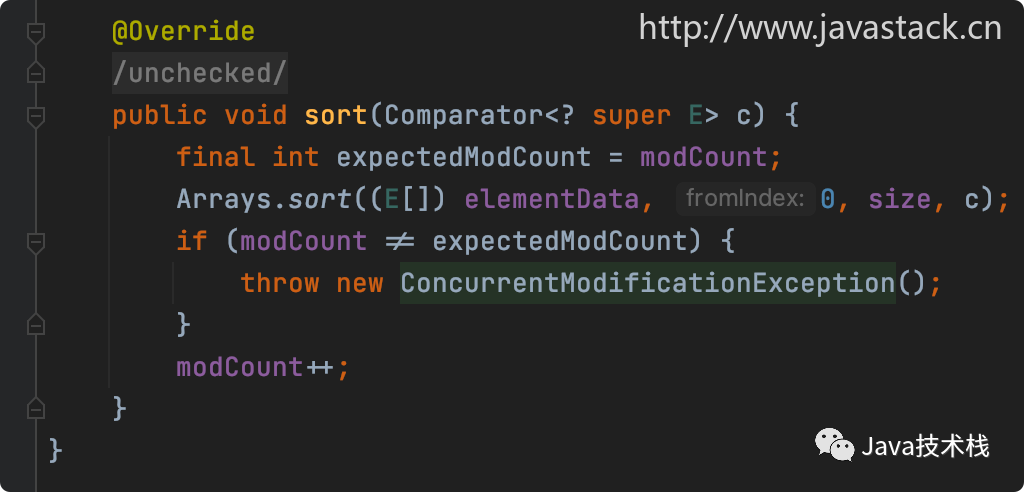 http://www.javastack.cn
@Override
/unchecked/
public void sort(Comparator<? super E> c) {
final int expectedModCount = modCount;
Arrays.sort((E[]) elementData, fromIndex: 0, size, c);
if (modCount ≠ expectedModCount) {
throw new ConcurrentModificationException();
}
modCount++;
}
}
Java技术栈